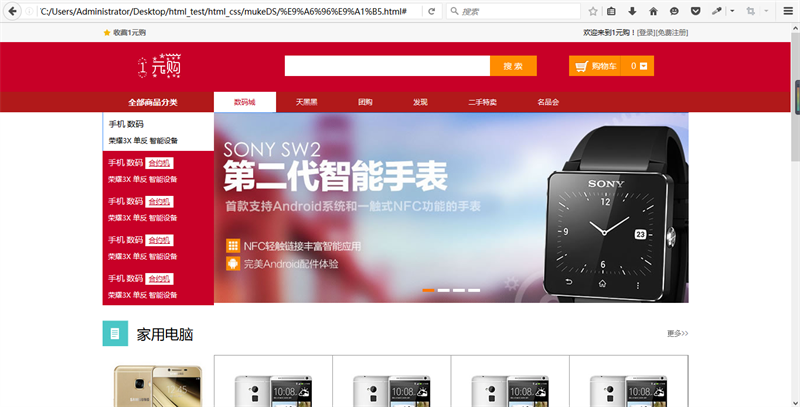 'C:/Users/Administrator/Desktop/html_test/html_css/mukeDS/%E9%A6%96%E9%A1%B5.html#
搜索
收藏1元购
欢迎来到1元购！[登录][免费注册]
1元购
搜 索
购物车 0
全部商品分类 数码城 天黑黑 团购 发现 二手特卖 名品会
手机 数码
荣耀3X 单反 智能设备
手机 数码 合约机
荣耀3X 单反 智能设备
手机 数码 合约机
荣耀3X 单反 智能设备
手机 数码 合约机
荣耀3X 单反 智能设备
手机 数码 合约机
荣耀3X 单反 智能设备
SONY SW2
第二代智能手表
首款支持Android系统和一触式NFC功能的手表
NFC轻触链接丰富智能应用
完美Android配件体验
SONY
12
23
家用电脑
更多>>
SAMSUNG
10:08
10:08
10:08
10:08